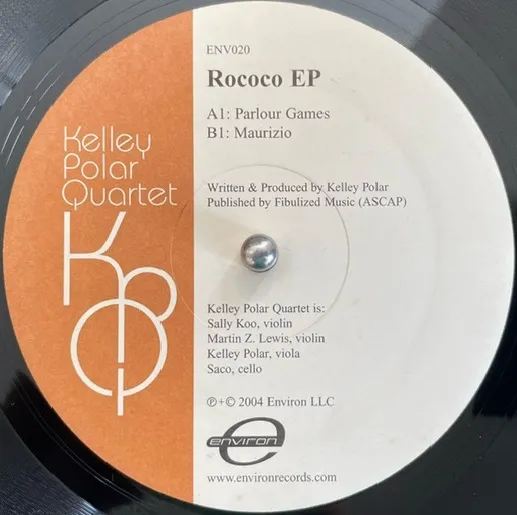 ENV020
Rococo EP
A1: Parlour Games
B1: Maurizio
Kelley
Polar
Quartet
KPQ
Written & Produced by Kelley Polar
Published by Fibulized Music (ASCAP)
Kelley Polar Quartet is:
Sally Koo, violin
Martin Z. Lewis, violin
Kelley Polar, viola
Saco, cello
℗+© 2004 Environ LLC
environ
e
www.environrecords.com